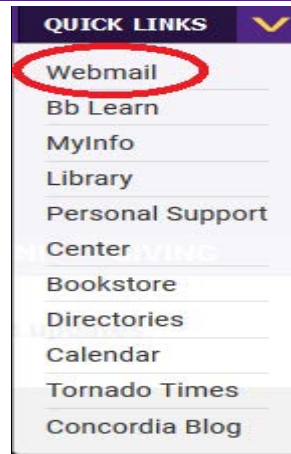 QUICK LINKS
Webmail
Bb Learn
MyInfo
Library
Personal Support
Center
Bookstore
Directories
Calendar
Tornado Times
Concordia Blog